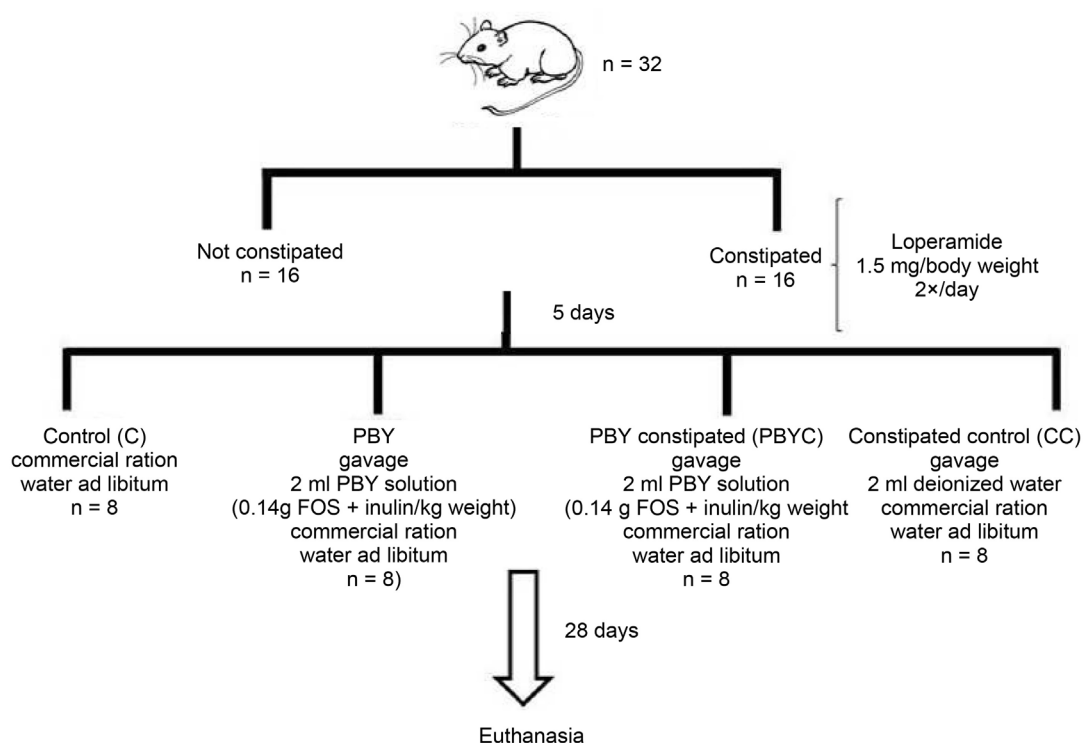 n = 32
Not constipated
n = 16
Constipated
n = 16
Loperamide
1.5 mg/body weight
2×/day
5 days
Control (C)
commercial ration
water ad libitum
n = 8
PBY
gavage
2 ml PBY solution
(0.14g FOS + inulin/kg weight)
commercial ration
water ad libitum
n = 8)
PBY constipated (PBYC)
gavage
2 ml PBY solution
(0.14 g FOS + inulin/kg weight
commercial ration
water ad libitum
n = 8
Constipated control (CC)
gavage
2 ml deionized water
commercial ration
water ad libitum
n = 8
28 days
Euthanasia